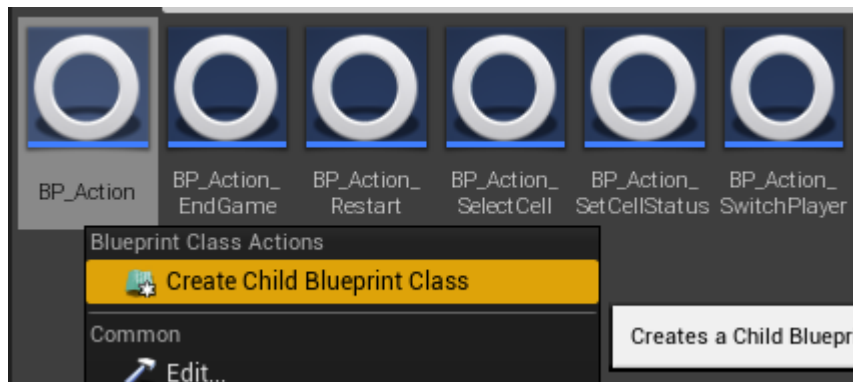 BP_Action
BP_Action_
EndGame
BP_Action_
Restart
BP_Action_
SelectCell
BP_Action_
SetCellStatus
BP_Action_
SwitchPlayer
Blueprint Class Actions
Create Child Blueprint Class
Common
Creates a Child Bluepr
Edit...